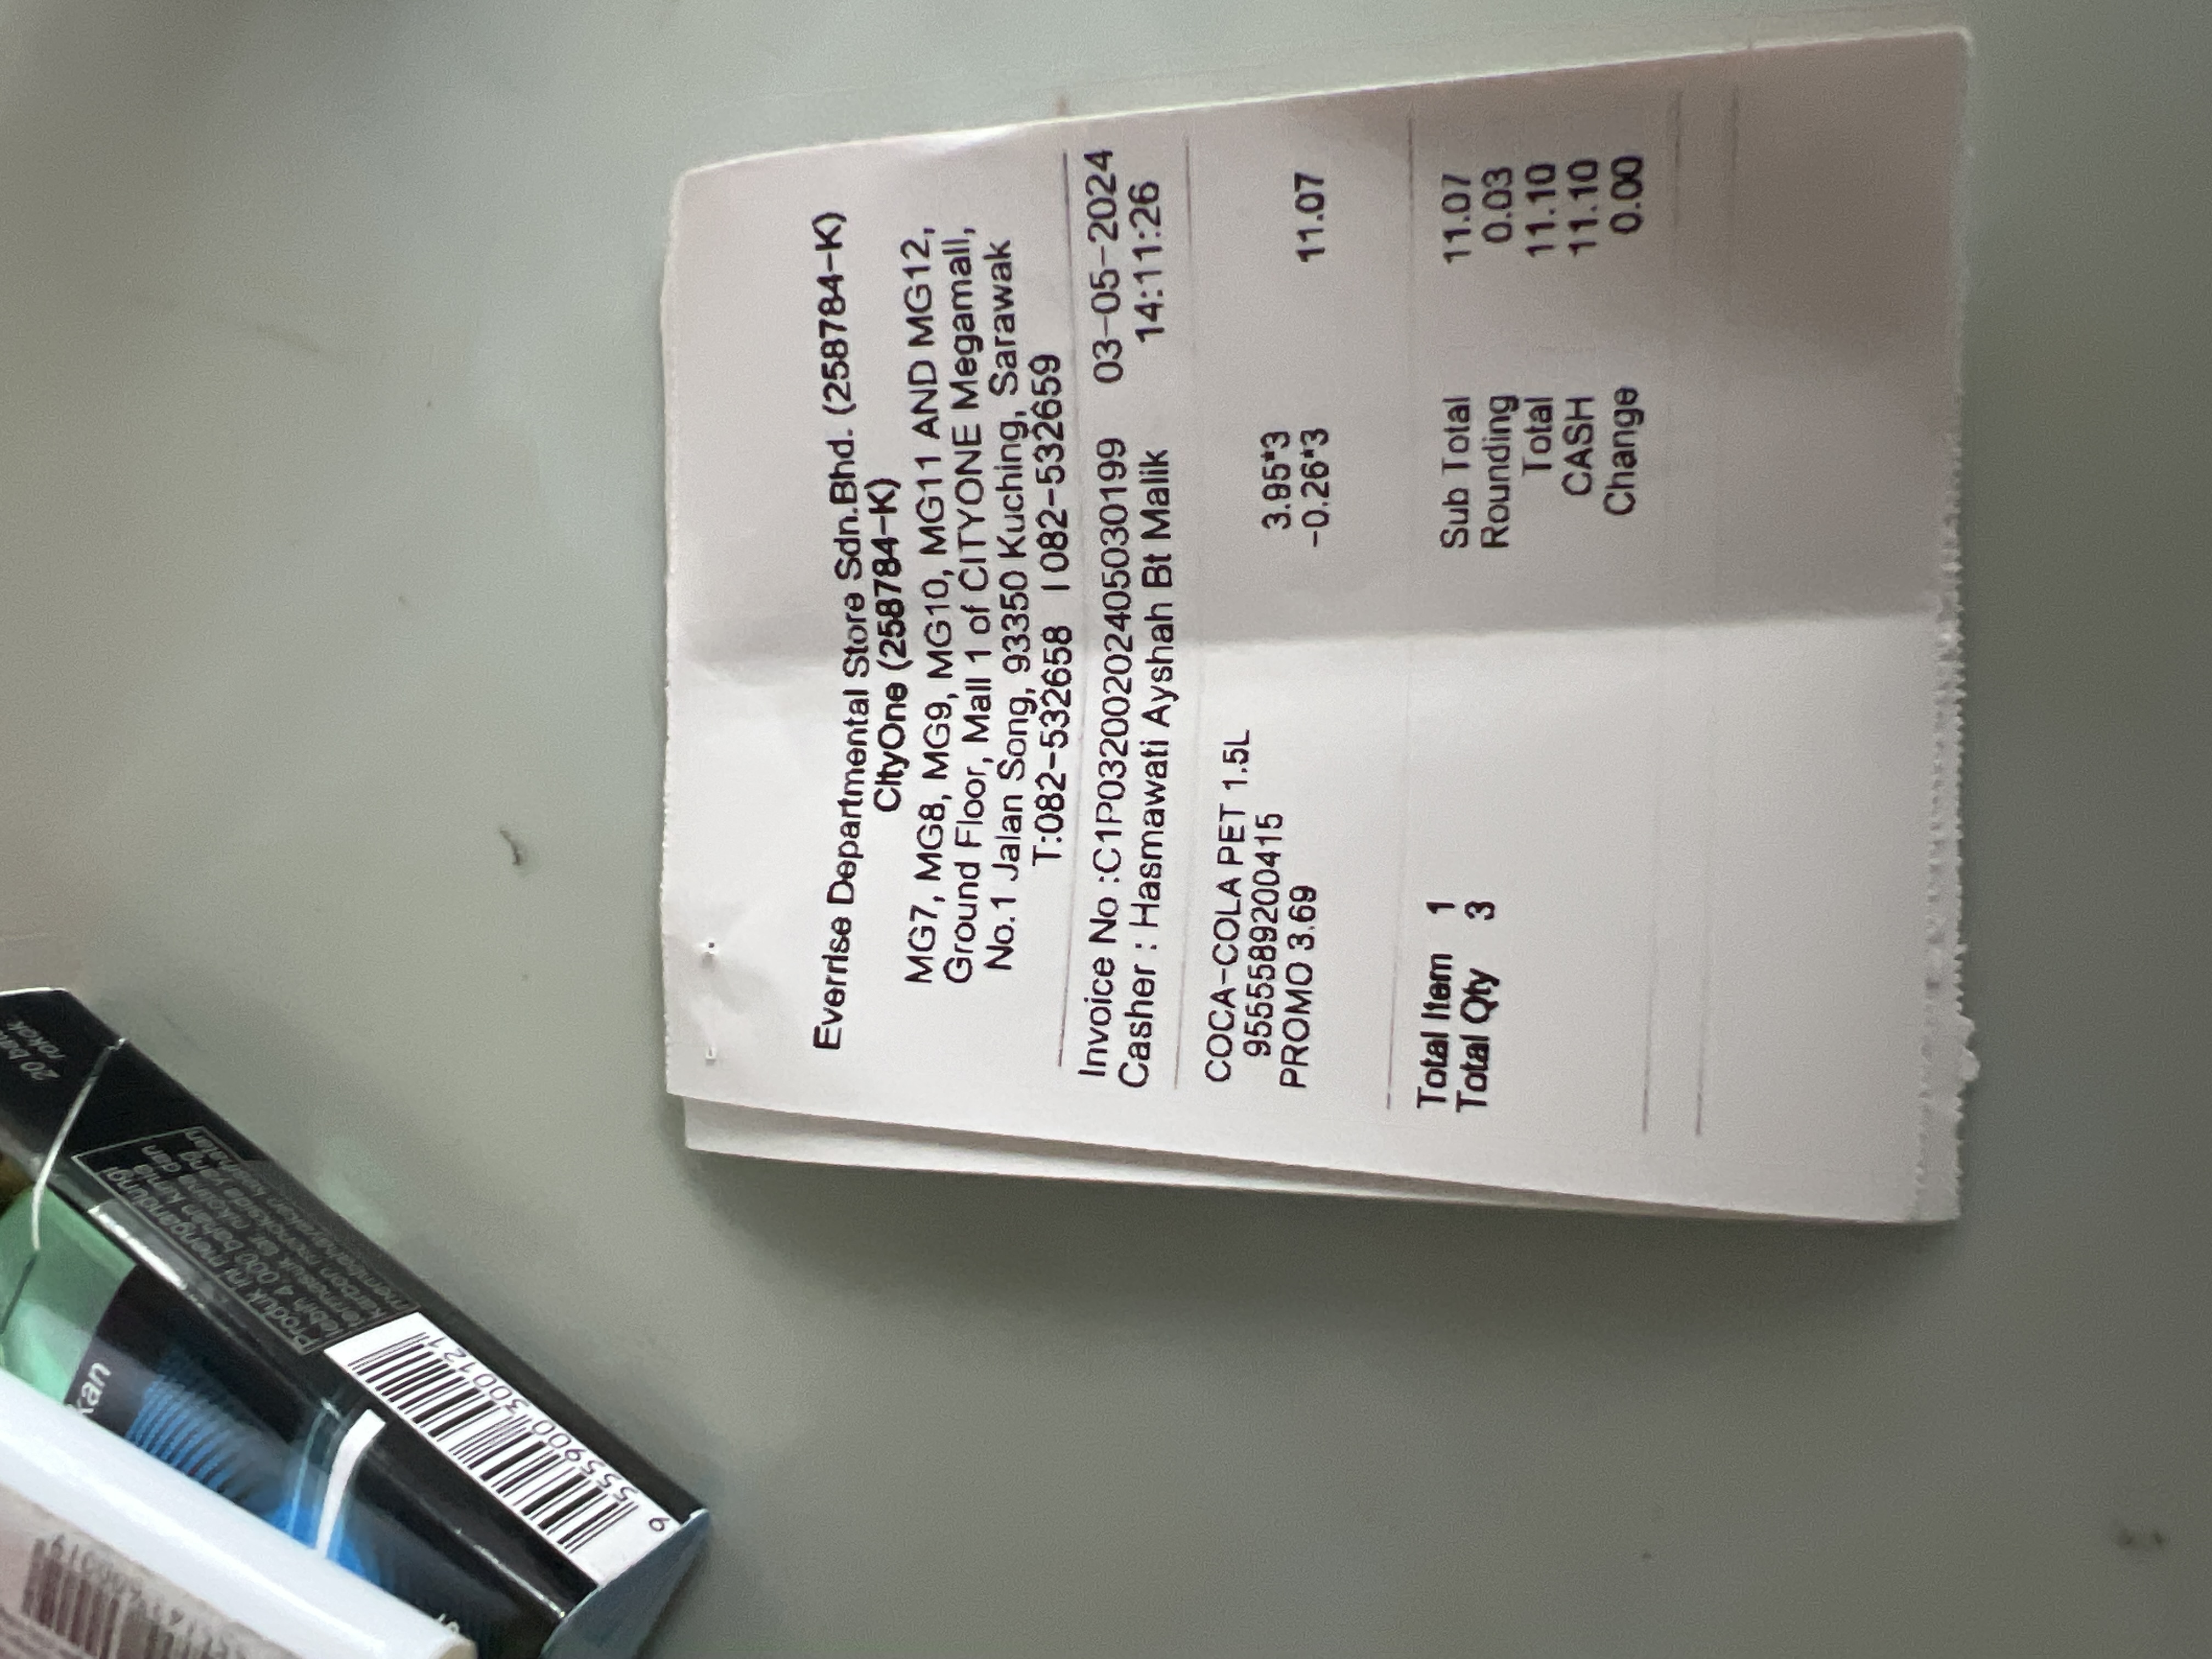 kan
20
rokok
Produk ini mengandungi
lebih 4,000 bahan kimia
termasuk tar, nikotina dan
karbon monoksida yang
membahayakan kesihatan
9 555900 300121
Everrise Departmental Store Sdn.Bhd. (258784-K)
CityOne (258784-K)
MG7, MG8, MG9, MG10, MG11 AND MG12,
Ground Floor, Mall 1 of CITYONE Megamall,
No.1 Jalan Song, 93350 Kuching, Sarawak
T:082-532658 | 082-532659
Invoice No :C1P03200202405030199 03-05-2024
Casher : Hasmawati Ayshah Bt Malik 14:11:26
COCA-COLA PET 1.5L
9555589200415 3.95*3
PROMO 3.69 -0.26*3 11.07
Total Item 1
Total Qty 3
Sub Total 11.07
Rounding 0.03
Total 11.10
CASH 11.10
Change 0.00